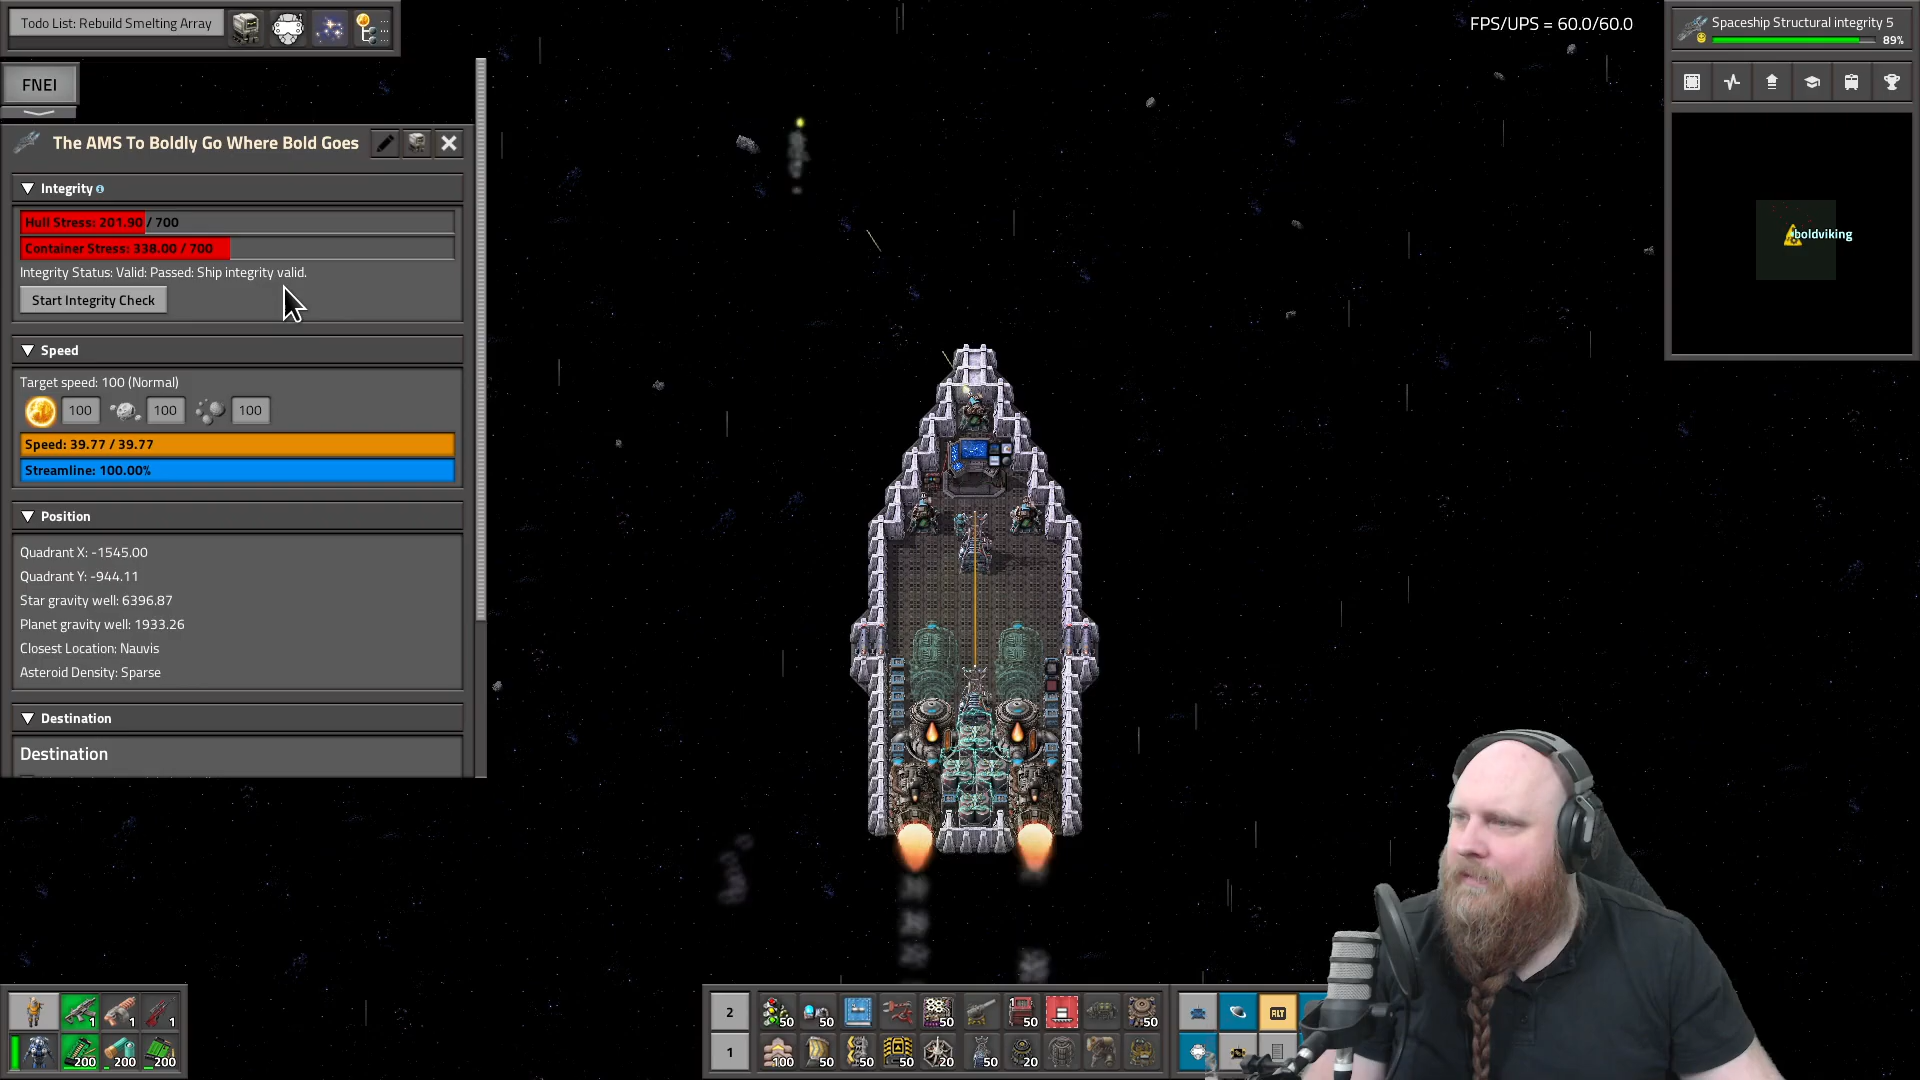 Todo List: Rebuild Smelting Array
FPS/UPS = 60.0/60.0
Spaceship Structural integrity 5
89%
FNEI
The AMS To Boldly Go Where Bold Goes
Integrity
Hull Stress: 201.90 / 700
Container Stress: 338.00 / 700
Integrity Status: Valid: Passed: Ship integrity valid.
Start Integrity Check
Speed
Target speed: 100 (Normal)
100 100 100
Speed: 39.77 / 39.77
Streamline: 100.00%
Position
Quadrant X: -1545.00
Quadrant Y: -944.11
Star gravity well: 6396.87
Planet gravity well: 1933.26
Closest Location: Nauvis
Asteroid Density: Sparse
Destination
Destination
boldviking
1 1 1
200 200 200
2 50 50 50 50 50
1 100 50 50 50 20 50 20
ALT